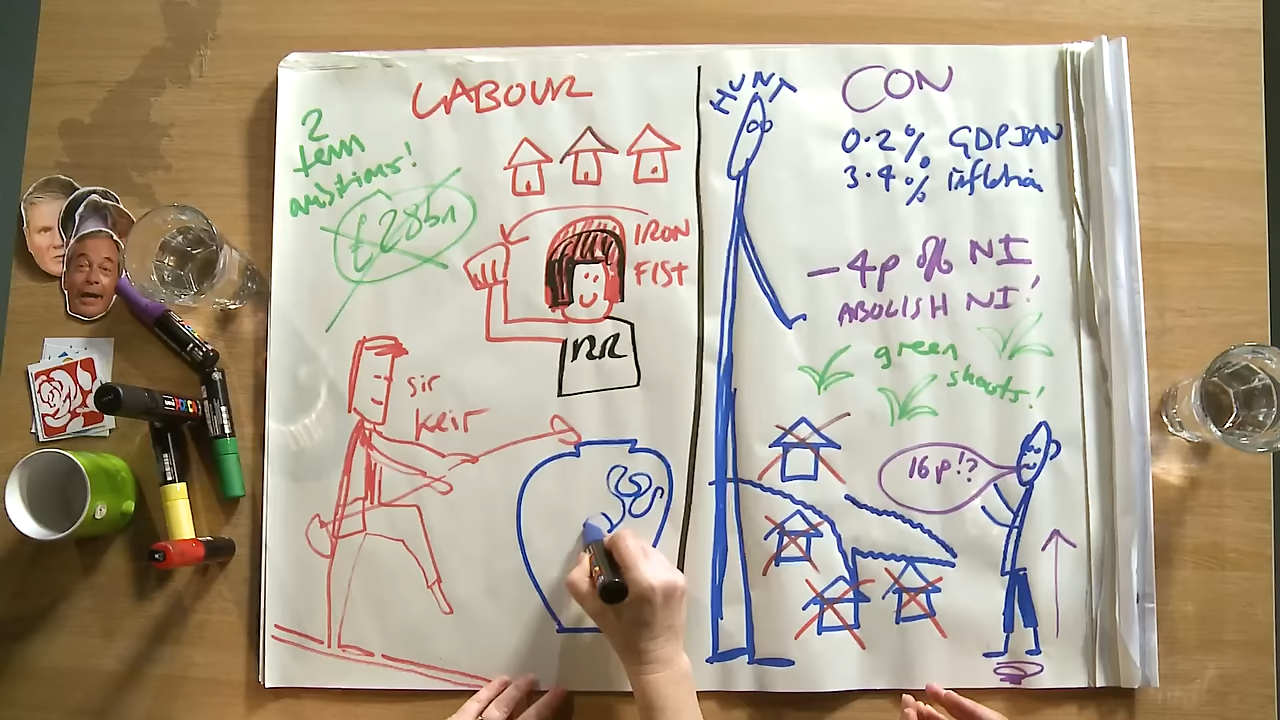 LABOUR
2
term
ambitions!
£28bn
IRON
FIST
RR
sir
keir
HUNT
CON
0.2% GDP JAN
3.4% inflation
-4p off NI
ABOLISH NI!
green
shoots!
16p!?